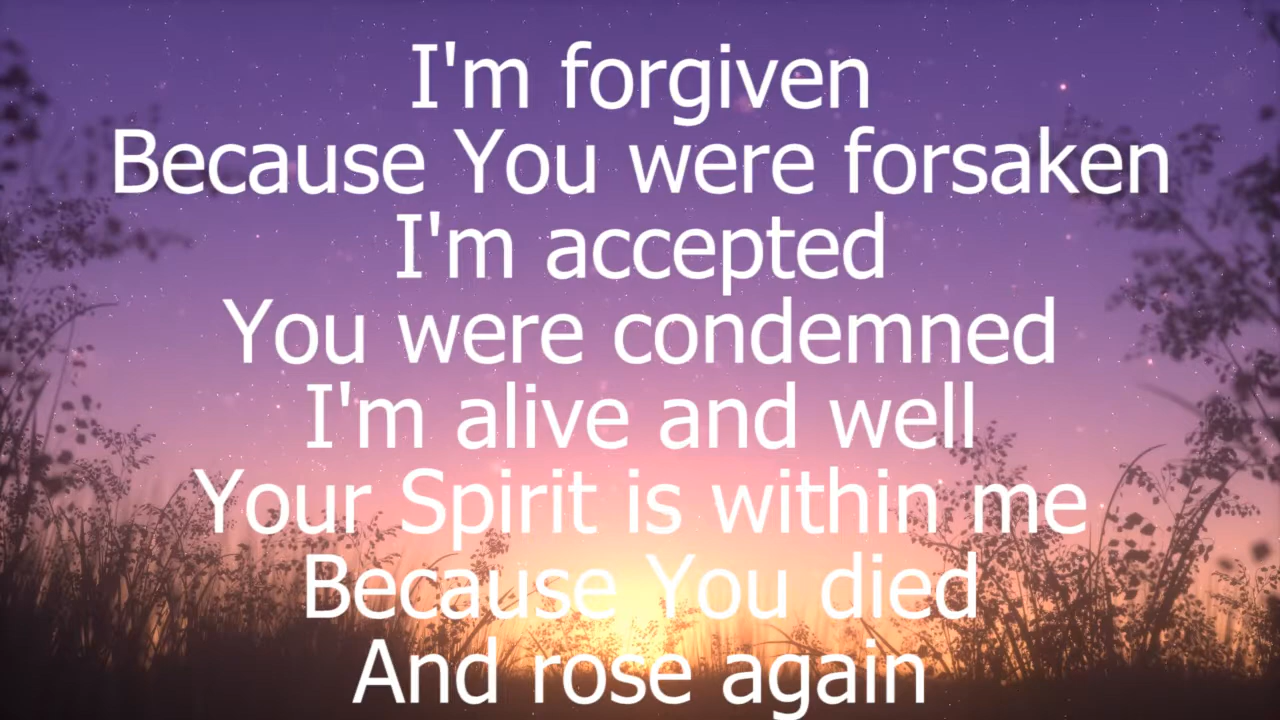 I'm forgiven
Because You were forsaken
I'm accepted
You were condemned
I'm alive and well
Your Spirit is within me
Because You died
And rose again